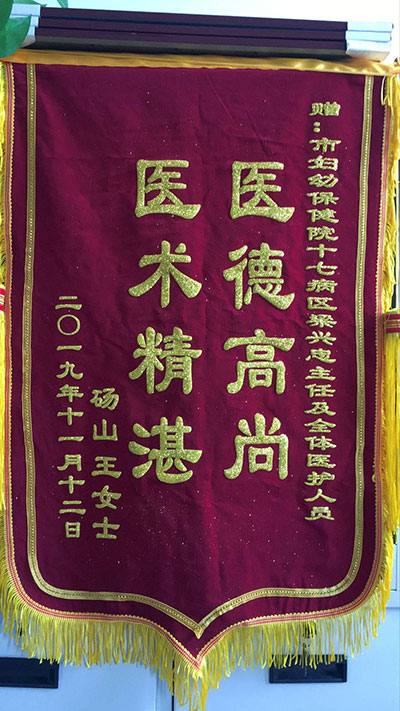 赠：市妇幼保健院十七病区梁兴忠主任及全体医护人员
医德高尚
医术精湛
砀山王女士
二〇一九年十一月十二日